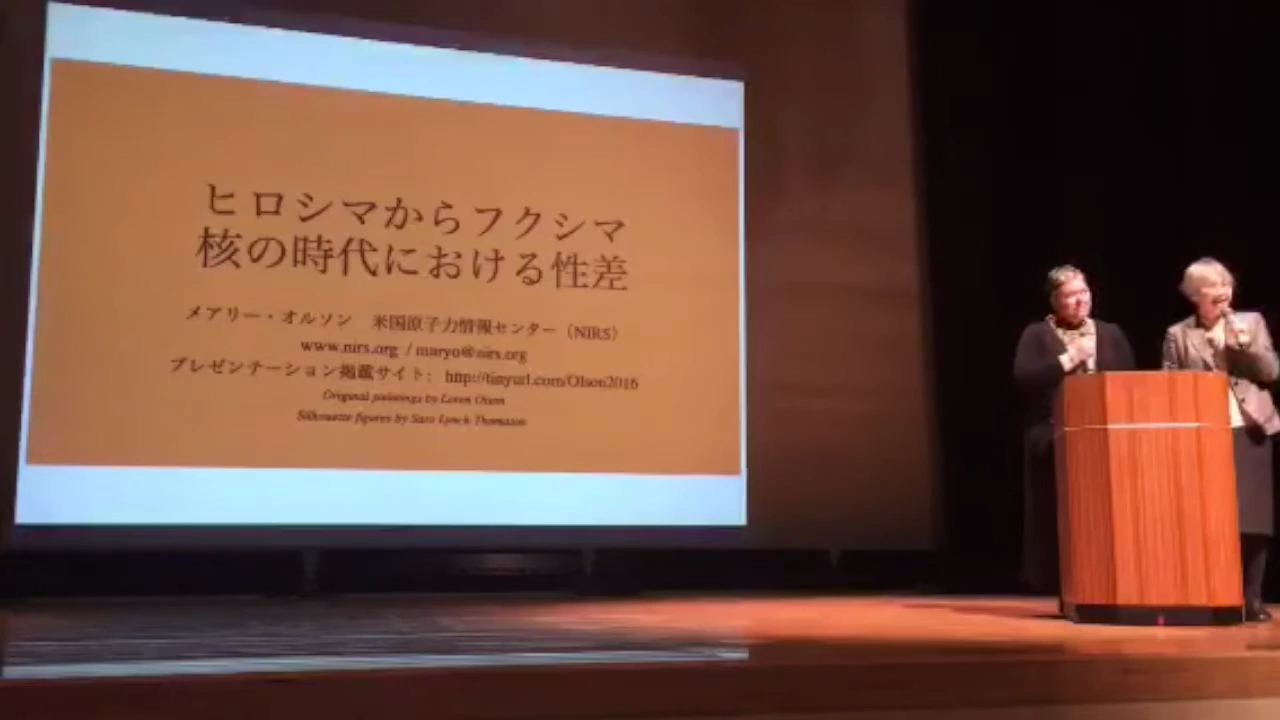 ヒロシマからフクシマ
核の時代における性差
メアリー・オルソン 米国原子力情報センター（NIRS）
www.nirs.org / maryo@nirs.org
プレゼンテーション掲載サイト: http://tinyurl.com/Olson2016
Original paintings by Loren Olson
Silhouette figures by Sara Lynch Thomason